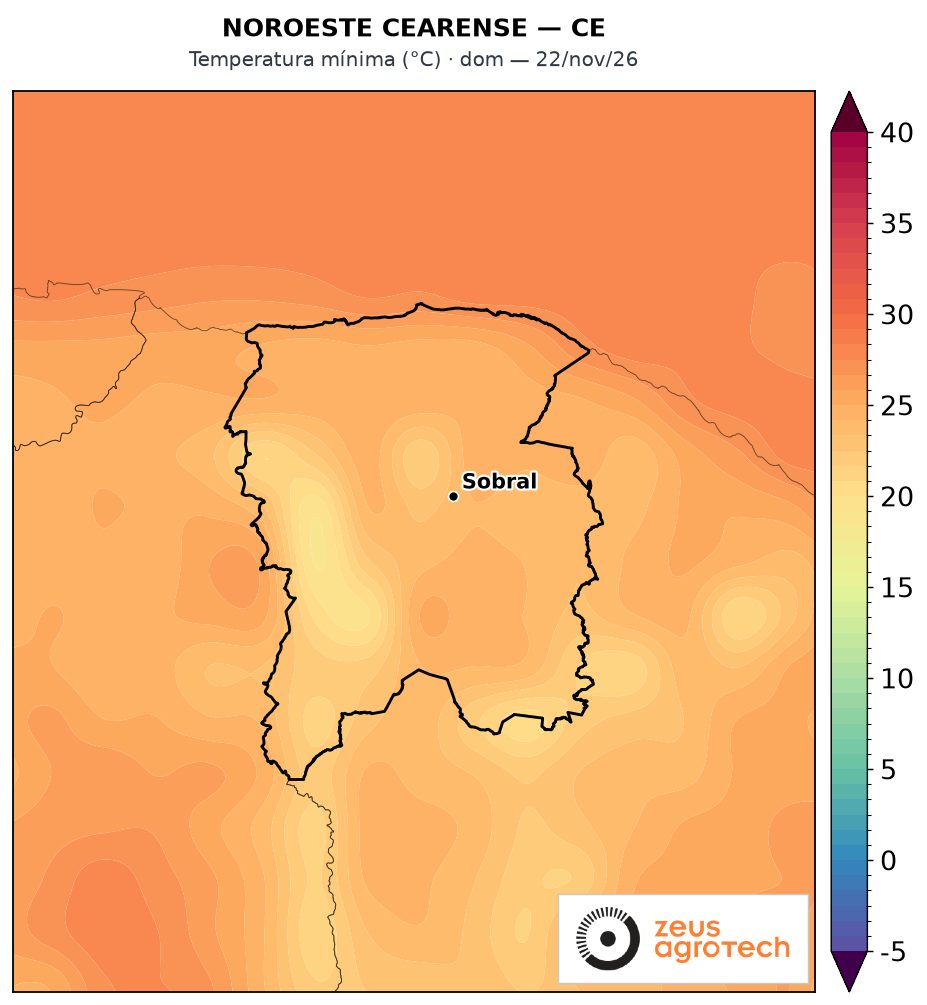 NOROESTE CEARENSE — CE
Temperatura mínima (°C) · dom — 22/nov/26
40
35
30
25
20
15
10
5
0
-5
Sobral
zeus
agrotech